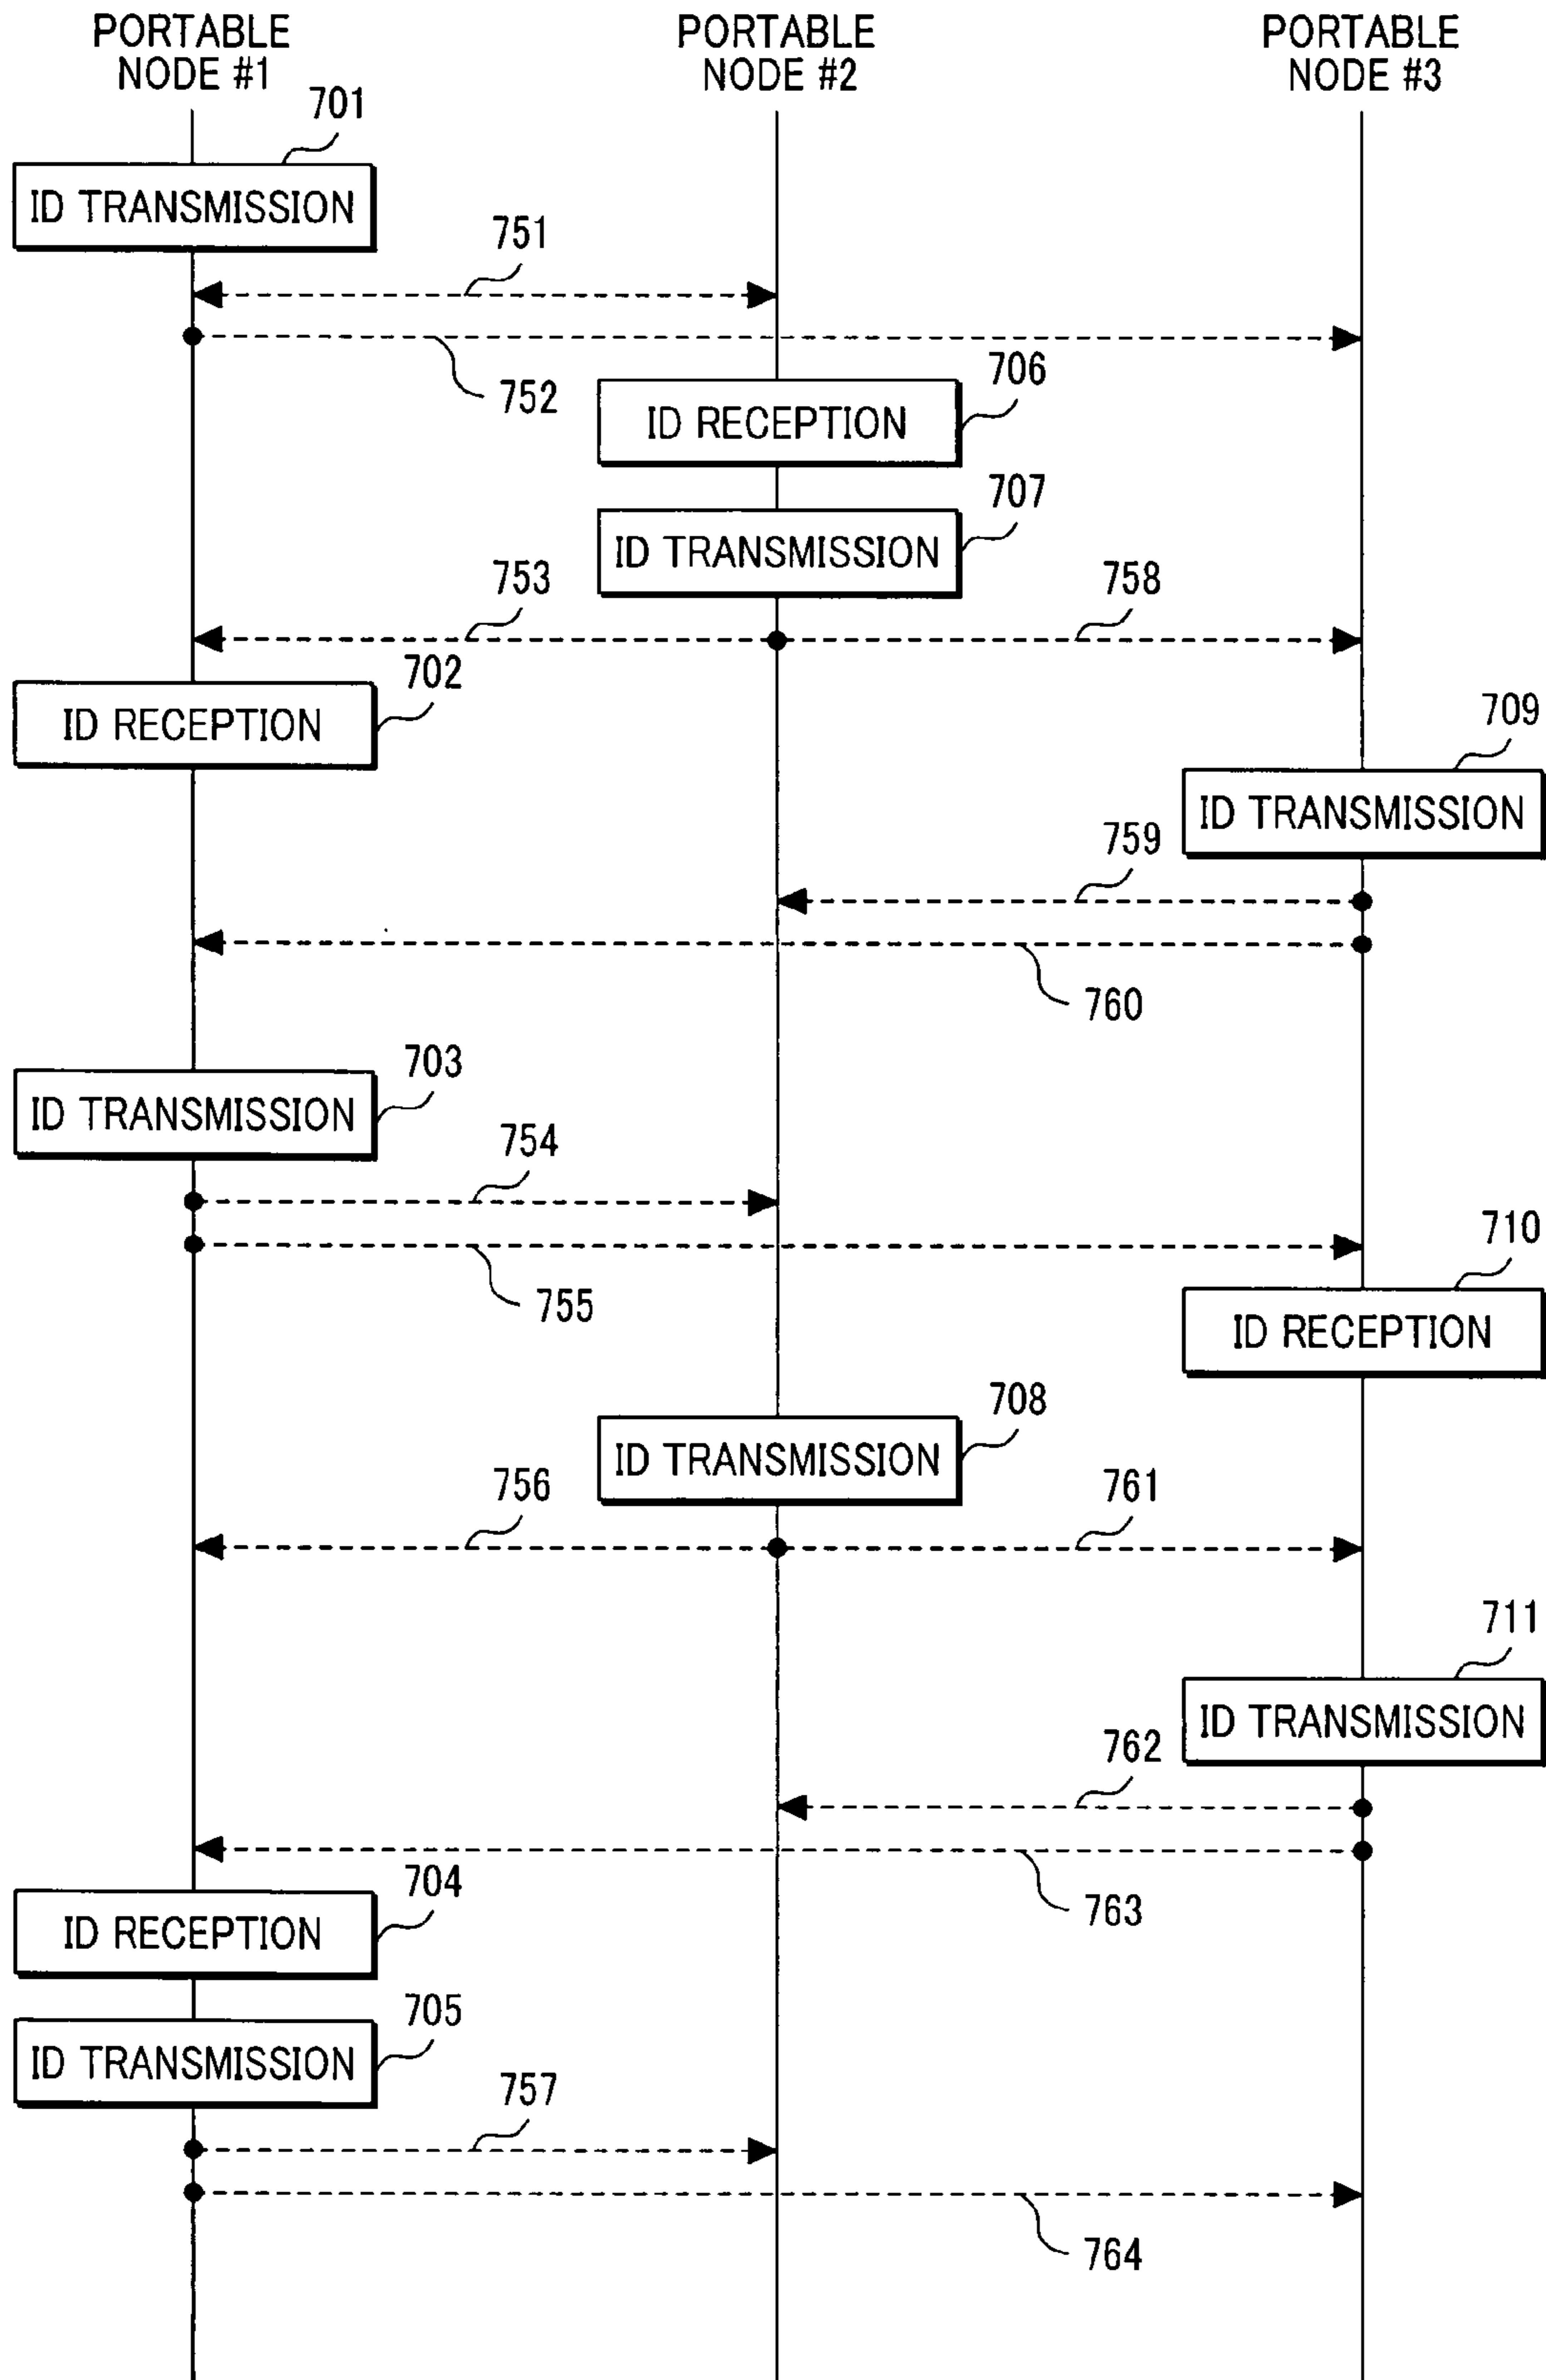 PORTABLE
NODE #1
PORTABLE
NODE #2
PORTABLE
NODE #3
701
ID TRANSMISSION
751
752
706
ID RECEPTION
707
ID TRANSMISSION
753
758
702
ID RECEPTION
709
ID TRANSMISSION
759
760
703
ID TRANSMISSION
754
755
710
ID RECEPTION
708
ID TRANSMISSION
756
761
711
ID TRANSMISSION
762
763
704
ID RECEPTION
705
ID TRANSMISSION
757
764